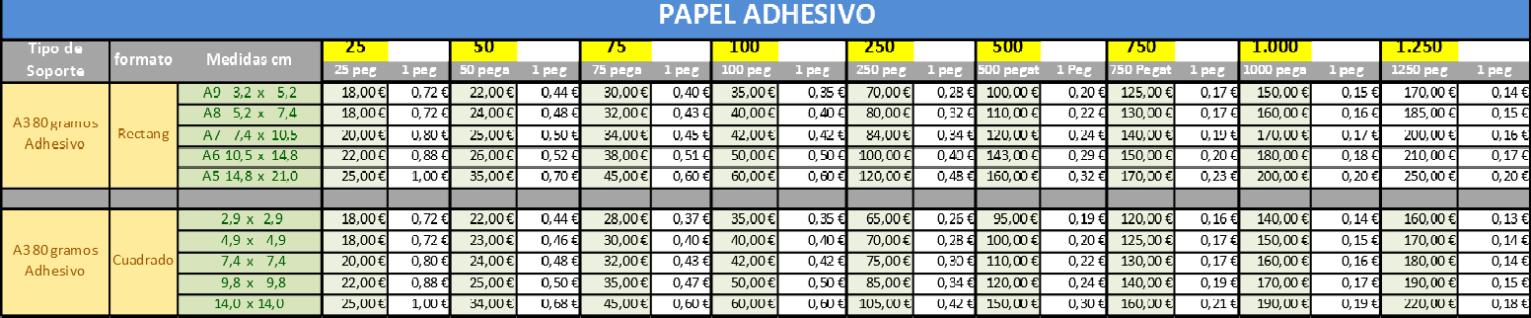 PAPEL ADHESIVO
Tipo de Soporte formato Medidas cm 25 50 75 100 250 500 750 1.000 1.250
25 peg 1 peg 50 pega 1 peg 75 pega 1 peg 100 peg 1 peg 250 peg 1 peg 500 pegat 1 Peg 750 Pegat 1 peg 1000 pega 1 peg 1250 peg 1 peg
A3 80 gramos Adhesivo Rectang
A9 3,2 x 5,2 18,00 € 0,72 € 22,00 € 0,44 € 30,00 € 0,40 € 35,00 € 0,35 € 70,00 € 0,28 € 100,00 € 0,20 € 125,00 € 0,17 € 150,00 € 0,15 € 170,00 € 0,14 €
A8 5,2 x 7,4 18,00 € 0,72 € 24,00 € 0,48 € 32,00 € 0,43 € 40,00 € 0,40 € 80,00 € 0,32 € 110,00 € 0,22 € 130,00 € 0,17 € 160,00 € 0,16 € 185,00 € 0,15 €
A7 7,4 x 10,5 20,00 € 0,80 € 25,00 € 0,50 € 34,00 € 0,45 € 42,00 € 0,42 € 84,00 € 0,34 € 120,00 € 0,24 € 140,00 € 0,19 € 170,00 € 0,17 € 200,00 € 0,16 €
A6 10,5 x 14,8 22,00 € 0,88 € 26,00 € 0,52 € 38,00 € 0,51 € 50,00 € 0,50 € 100,00 € 0,40 € 143,00 € 0,29 € 150,00 € 0,20 € 180,00 € 0,18 € 210,00 € 0,17 €
A5 14,8 x 21,0 25,00 € 1,00 € 35,00 € 0,70 € 45,00 € 0,60 € 60,00 € 0,60 € 120,00 € 0,48 € 160,00 € 0,32 € 170,00 € 0,23 € 200,00 € 0,20 € 250,00 € 0,20 €
A3 80 gramos Adhesivo Cuadrado
2,9 x 2,9 18,00 € 0,72 € 22,00 € 0,44 € 28,00 € 0,37 € 35,00 € 0,35 € 65,00 € 0,26 € 95,00 € 0,19 € 120,00 € 0,16 € 140,00 € 0,14 € 160,00 € 0,13 €
4,9 x 4,9 18,00 € 0,72 € 23,00 € 0,46 € 30,00 € 0,40 € 40,00 € 0,40 € 70,00 € 0,28 € 100,00 € 0,20 € 125,00 € 0,17 € 150,00 € 0,15 € 170,00 € 0,14 €
7,4 x 7,4 20,00 € 0,80 € 24,00 € 0,48 € 32,00 € 0,43 € 42,00 € 0,42 € 75,00 € 0,30 € 110,00 € 0,22 € 130,00 € 0,17 € 160,00 € 0,16 € 180,00 € 0,14 €
9,8 x 9,8 22,00 € 0,88 € 25,00 € 0,50 € 35,00 € 0,47 € 50,00 € 0,50 € 85,00 € 0,34 € 120,00 € 0,24 € 140,00 € 0,19 € 170,00 € 0,17 € 190,00 € 0,15 €
14,0 x 14,0 25,00 € 1,00 € 34,00 € 0,68 € 45,00 € 0,60 € 60,00 € 0,60 € 105,00 € 0,42 € 150,00 € 0,30 € 160,00 € 0,21 € 190,00 € 0,19 € 220,00 € 0,18 €